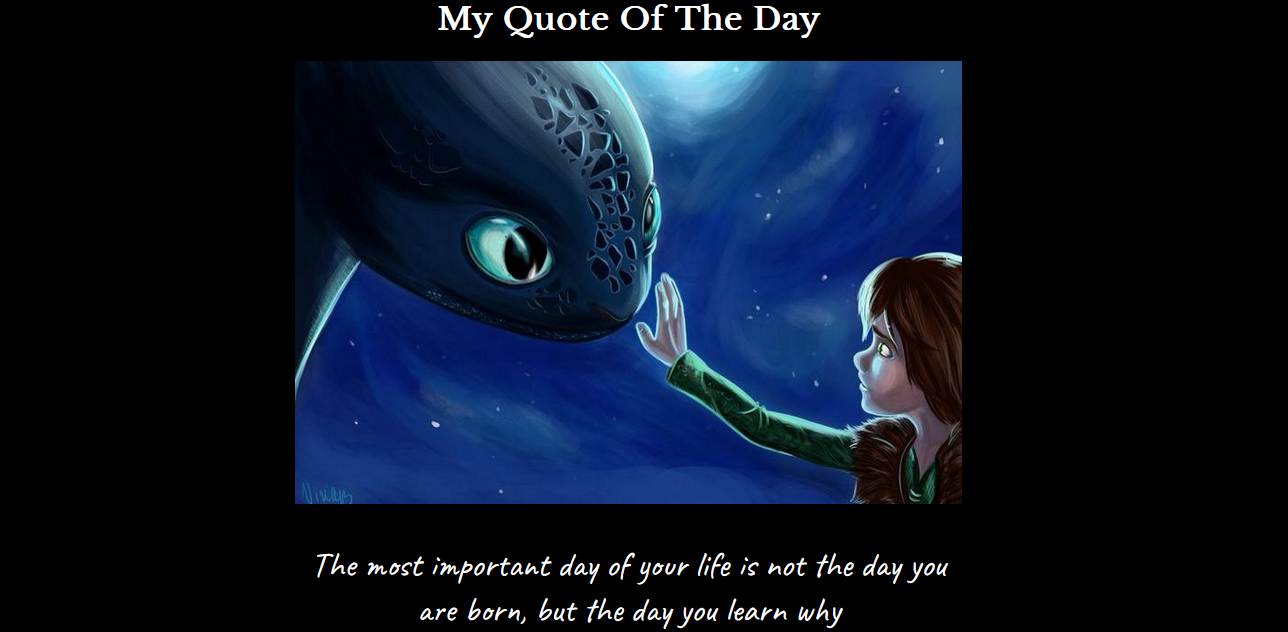 My Quote Of The Day
The most important day of your life is not the day you
are born, but the day you learn why